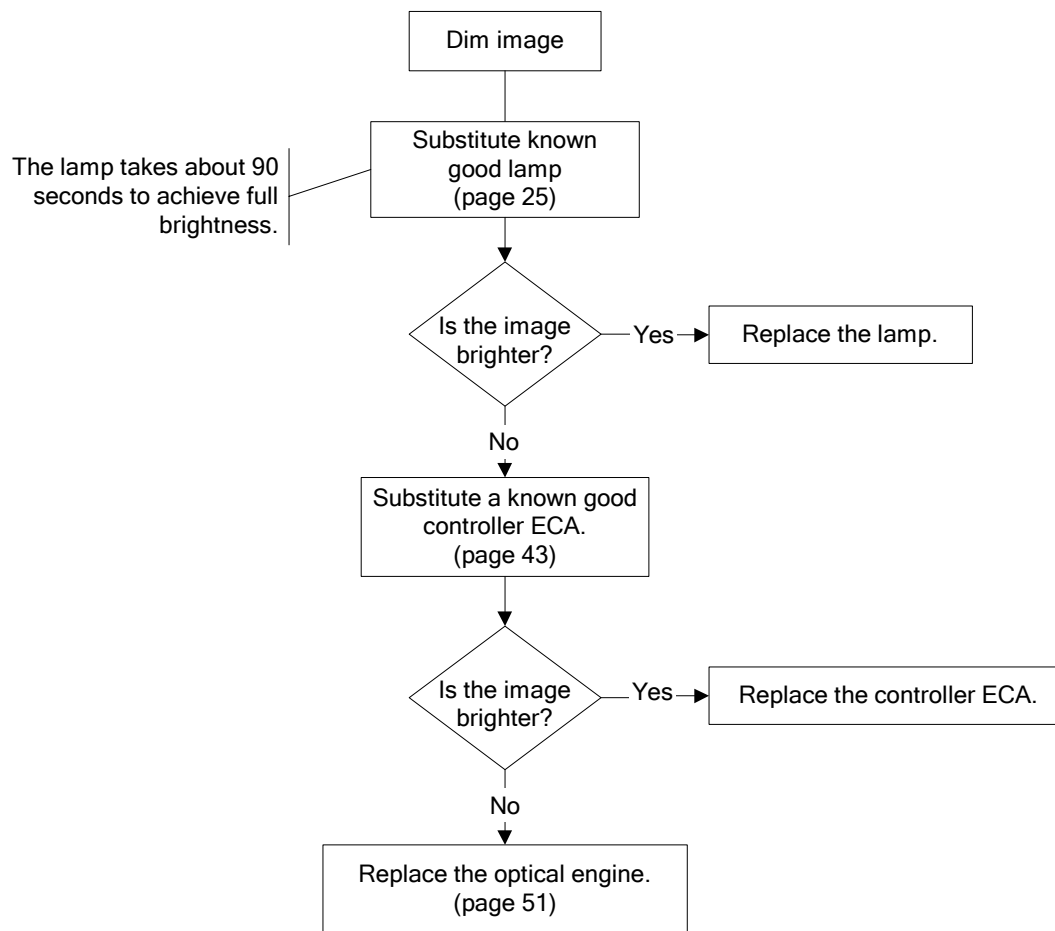 Dim image
Substitute known
good lamp
(page 25)
The lamp takes about 90
seconds to achieve full
brightness.
Is the image
brighter?
Yes
Replace the lamp.
No
Substitute a known good
controller ECA.
(page 43)
Is the image
brighter?
Yes
Replace the controller ECA.
No
Replace the optical engine.
(page 51)